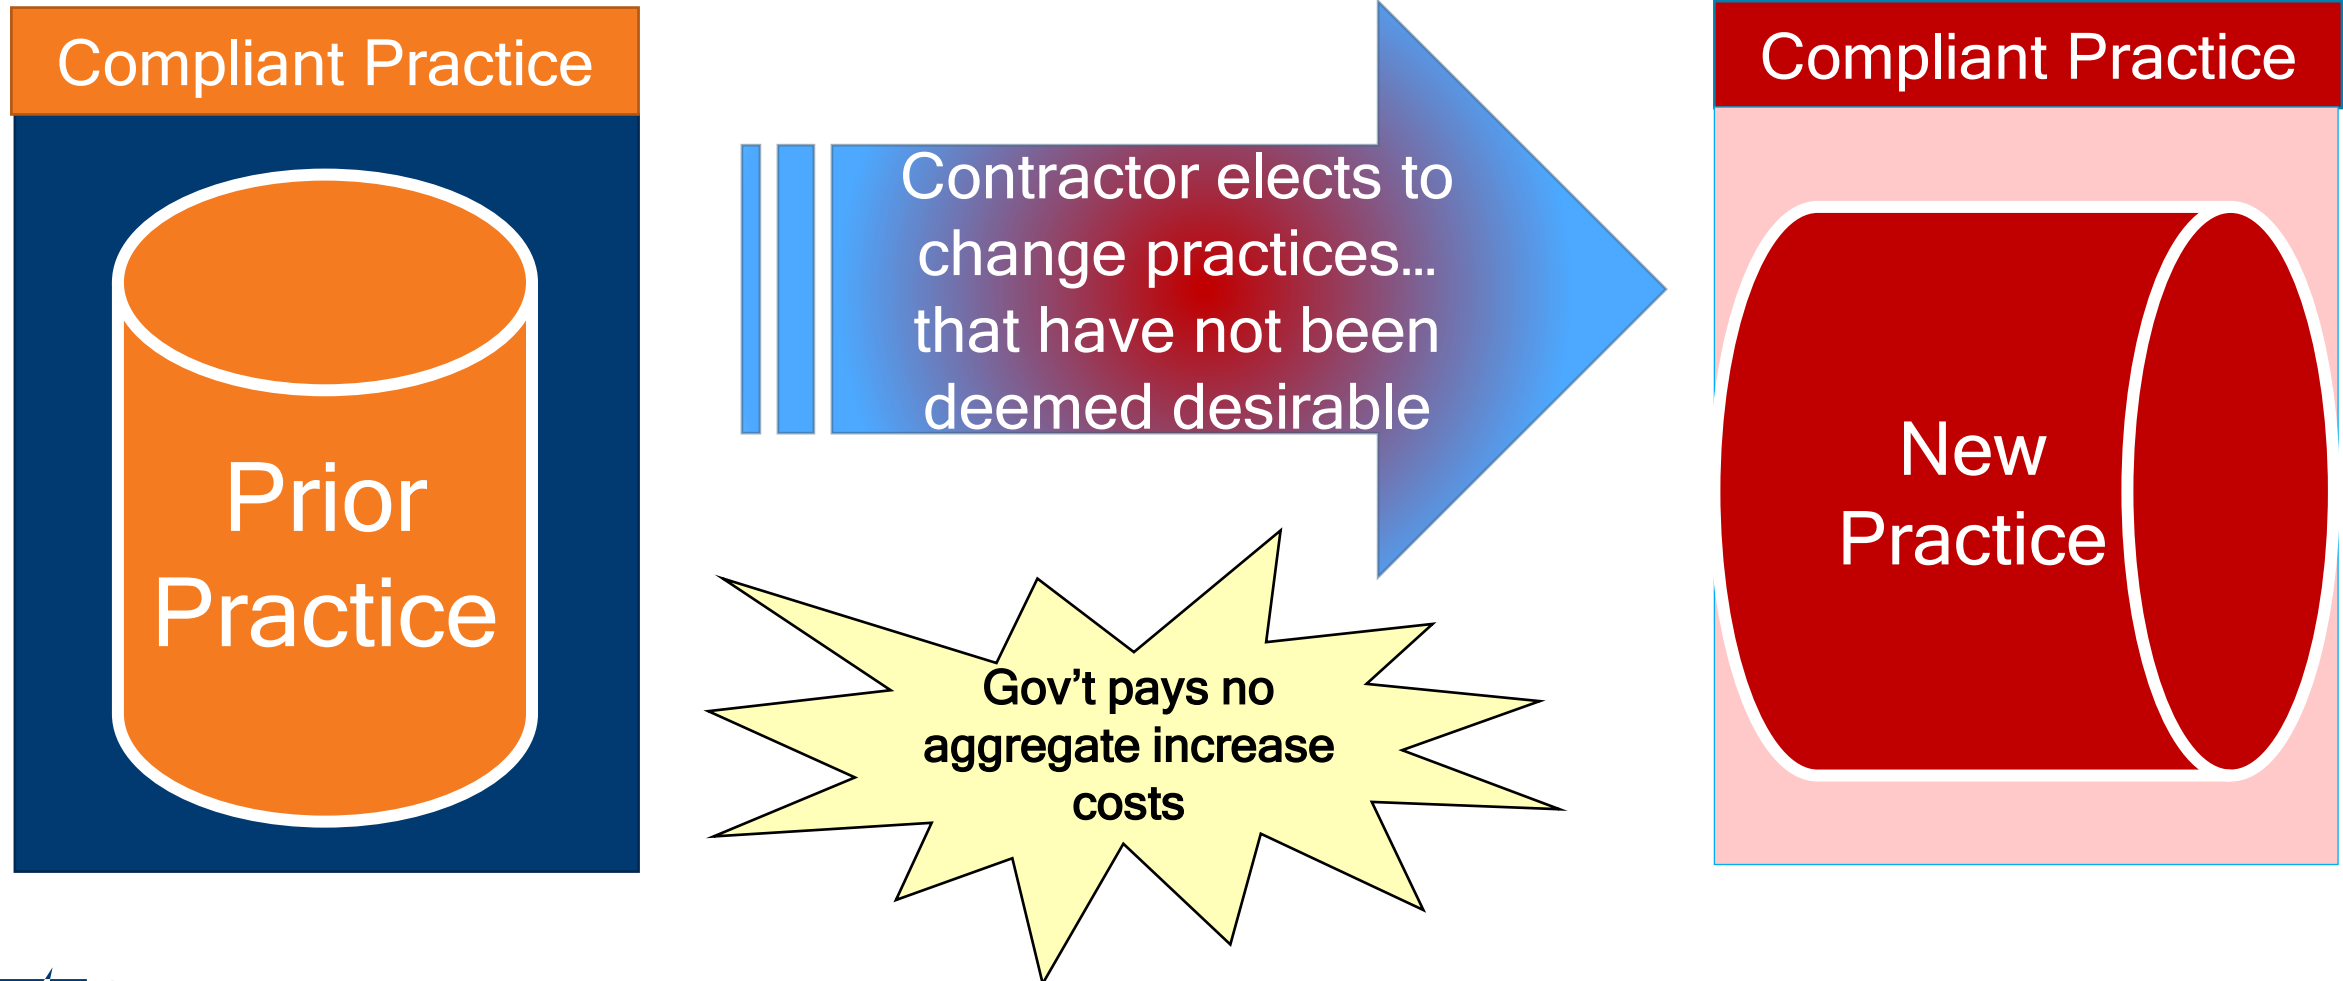 Compliant Practice
Prior
Practice
Contractor elects to
change practices…
that have not been
deemed desirable
Gov’t pays no
aggregate increase
costs
Compliant Practice
New
Practice